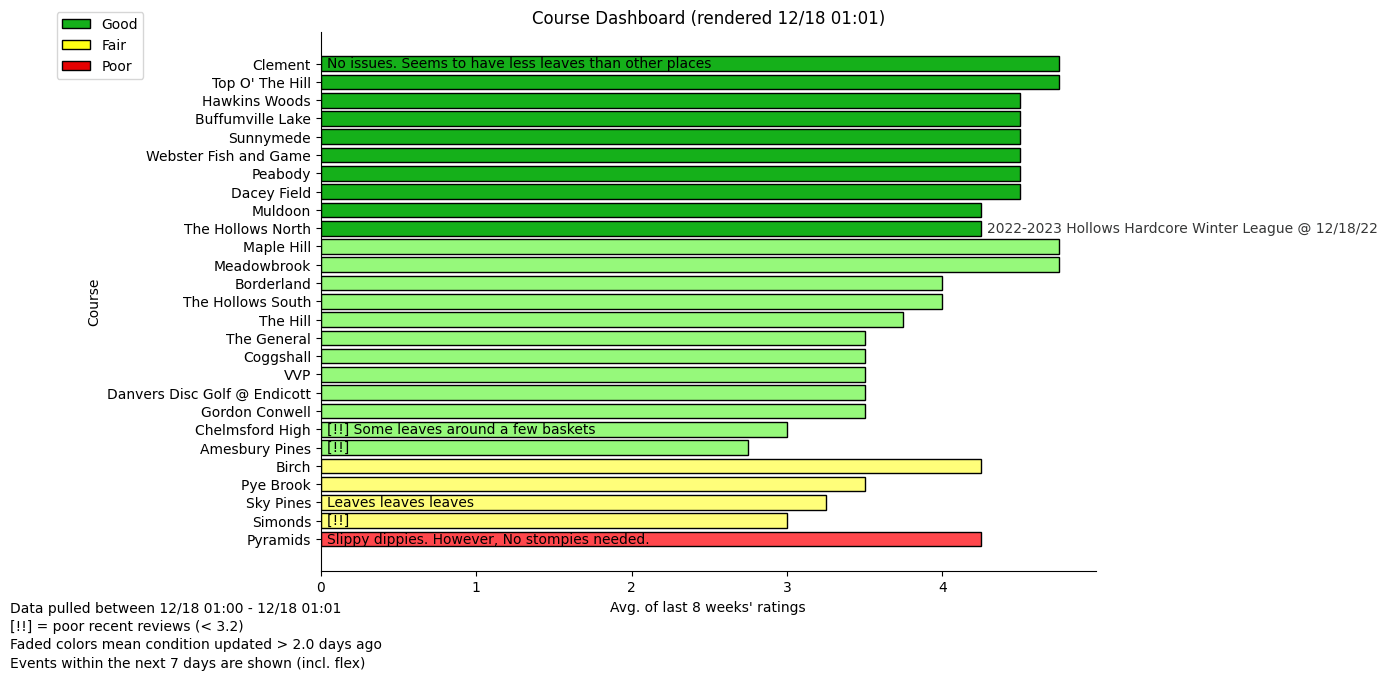 Course Dashboard (rendered 12/18 01:01)
Good
Fair
Poor
Course
Clement
No issues. Seems to have less leaves than other places
Top O' The Hill
Hawkins Woods
Buffumville Lake
Sunnymede
Webster Fish and Game
Peabody
Dacey Field
Muldoon
The Hollows North
2022-2023 Hollows Hardcore Winter League @ 12/18/22
Maple Hill
Meadowbrook
Borderland
The Hollows South
The Hill
The General
Coggshall
VVP
Danvers Disc Golf @ Endicott
Gordon Conwell
Chelmsford High
[!!] Some leaves around a few baskets
Amesbury Pines
[!!]
Birch
Pye Brook
Sky Pines
Leaves leaves leaves
Simonds
[!!]
Pyramids
Slippy dippies. However, No stompies needed.
0 1 2 3 4
Avg. of last 8 weeks' ratings
Data pulled between 12/18 01:00 - 12/18 01:01
[!!] = poor recent reviews (< 3.2)
Faded colors mean condition updated > 2.0 days ago
Events within the next 7 days are shown (incl. flex)